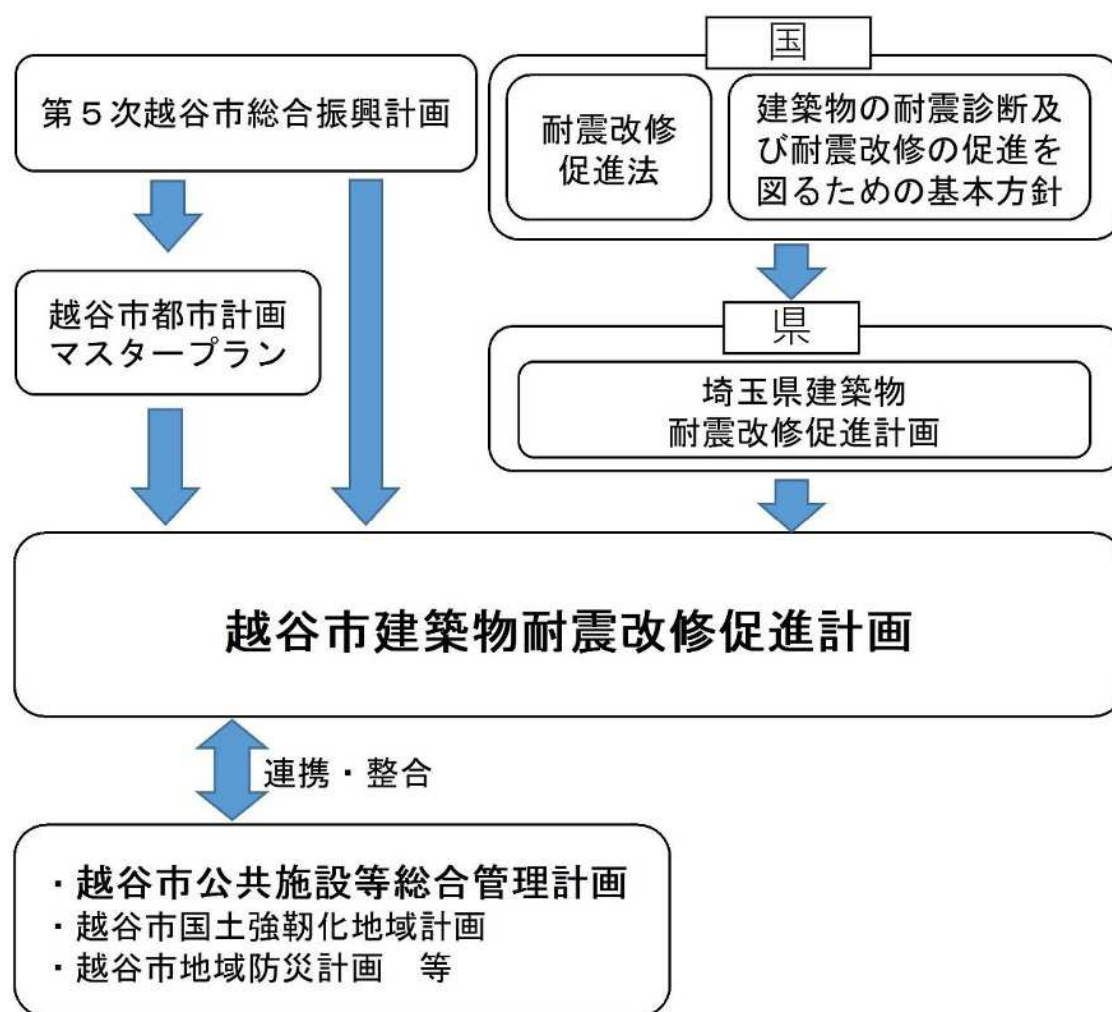 第５次越谷市総合振興計画
国
耐震改修
促進法
建築物の耐震診断及
び耐震改修の促進を
図るための基本方針
越谷市都市計画
マスタープラン
県
埼玉県建築物
耐震改修促進計画
越谷市建築物耐震改修促進計画
連携・整合
・越谷市公共施設等総合管理計画
・越谷市国土強靭化地域計画
・越谷市地域防災計画　等